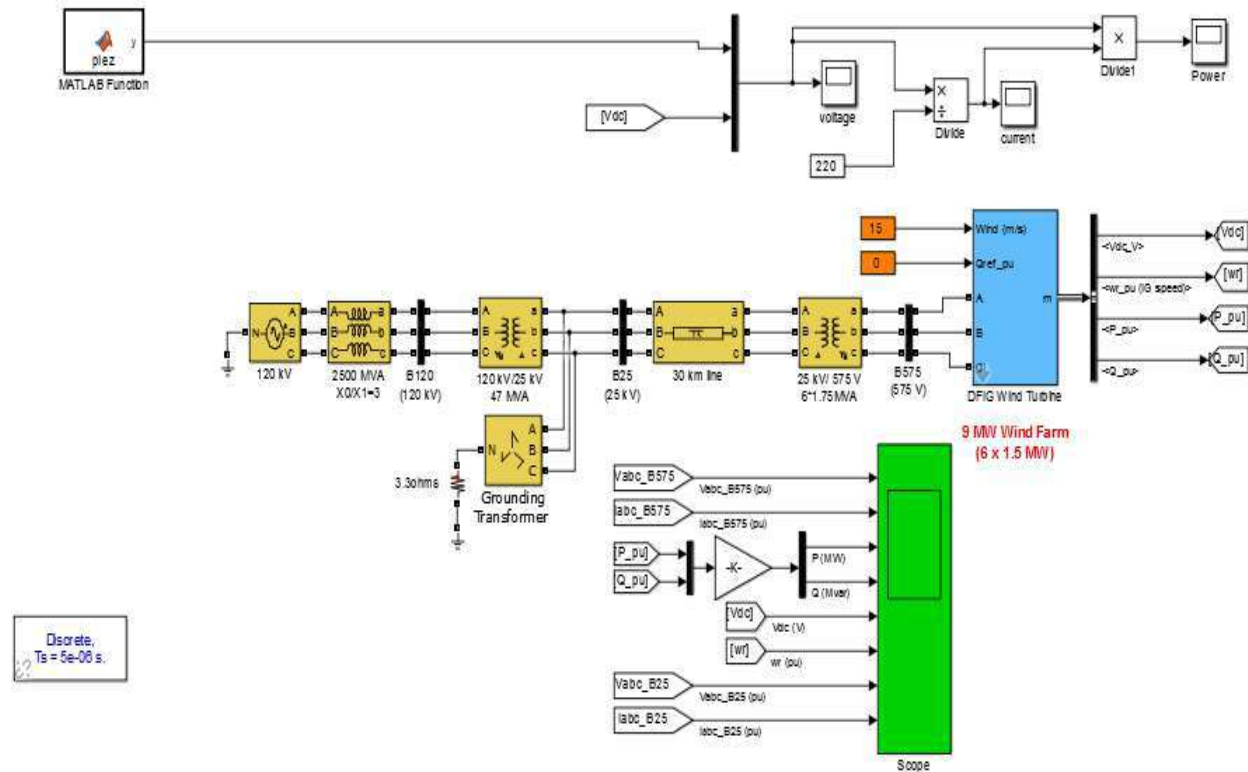 y
piez
MATLAB Function
[Vdc]
voltage
220
×
÷
Divide
current
×
Divide1
Power
15
0
Wind (m/s)
Qref_pu
A
B
C
m
DFIG Wind Turbine
<Vdc_V>
<wr_pu (IG speed)>
<P_pu>
<Q_pu>
[Vdc]
[wr]
[P_pu]
[Q_pu]
N
A
B
C
120 kV
A
B
C
a
b
c
2500 MVA
X0/X1=3
B120
(120 kV)
A
B
C
a
b
c
120 kV/25 kV
47 MVA
B25
(25 kV)
A
B
C
a
b
c
30 km line
A
B
C
a
b
c
25 kV/ 575 V
6*1.75MVA
B575
(575 V)
9 MW Wind Farm
(6 x 1.5 MW)
N
A
B
C
3.3ohms
Grounding
Transformer
Vabc_B575
Vabc_B575 (pu)
Iabc_B575
Iabc_B575 (pu)
[P_pu]
[Q_pu]
-K-
P (MW)
Q (Mvar)
[Vdc]
Vdc (V)
[wr]
wr (pu)
Vabc_B25
Vabc_B25 (pu)
Iabc_B25
Iabc_B25 (pu)
Scope
Discrete,
Ts = 5e-06 s.